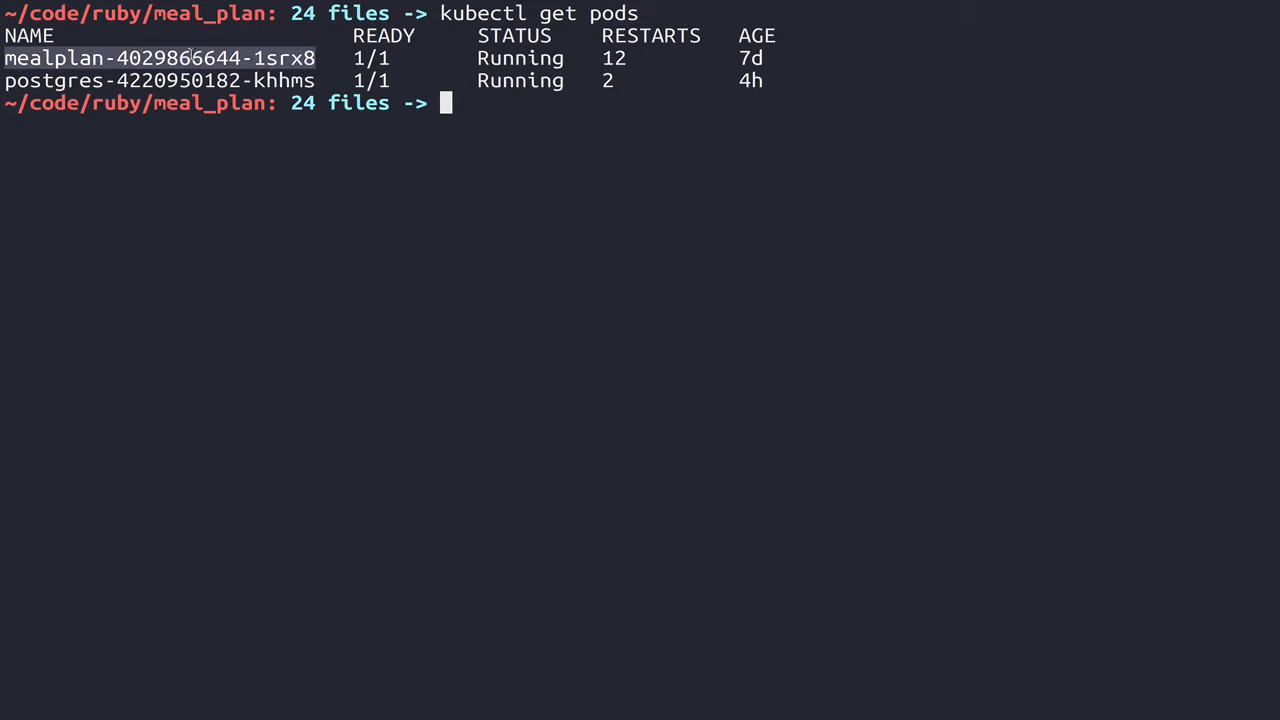 ~/code/ruby/meal_plan: 24 files -> kubectl get pods
NAME READY STATUS RESTARTS AGE
mealplan-4029866644-1srx8 1/1 Running 12 7d
postgres-4220950182-khhms 1/1 Running 2 4h
~/code/ruby/meal_plan: 24 files ->